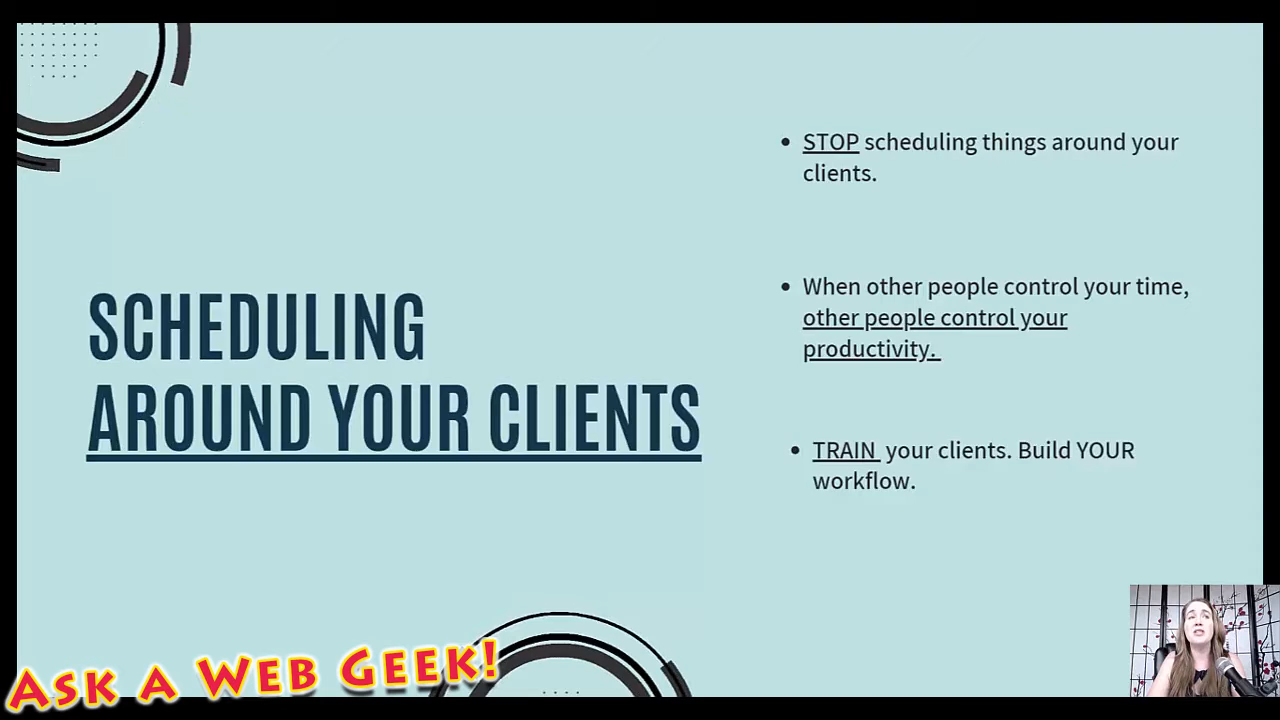 SCHEDULING
AROUND YOUR CLIENTS
• STOP scheduling things around your
clients.
• When other people control your time,
other people control your
productivity.
• TRAIN your clients. Build YOUR
workflow.
ASK A WEB GEEK!